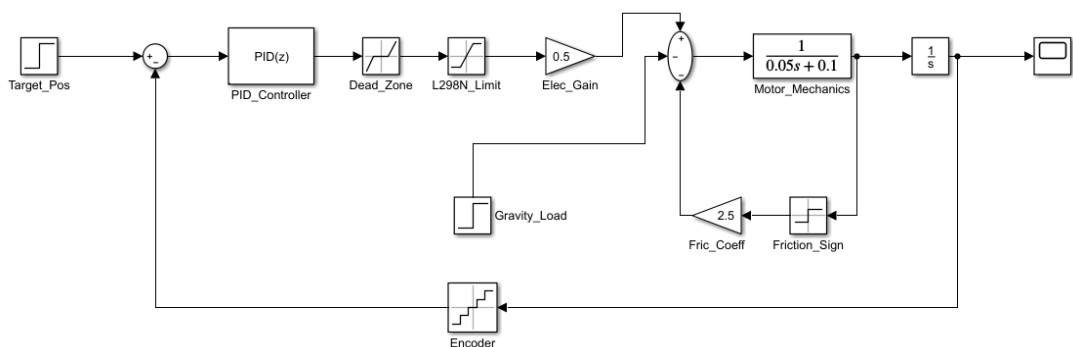 Target_Pos
+
−
PID(z)
PID_Controller
Dead_Zone
L298N_Limit
0.5
Elec_Gain
+
−
−
1
0.05s + 0.1
Motor_Mechanics
1
s
Gravity_Load
2.5
Fric_Coeff
Friction_Sign
Encoder